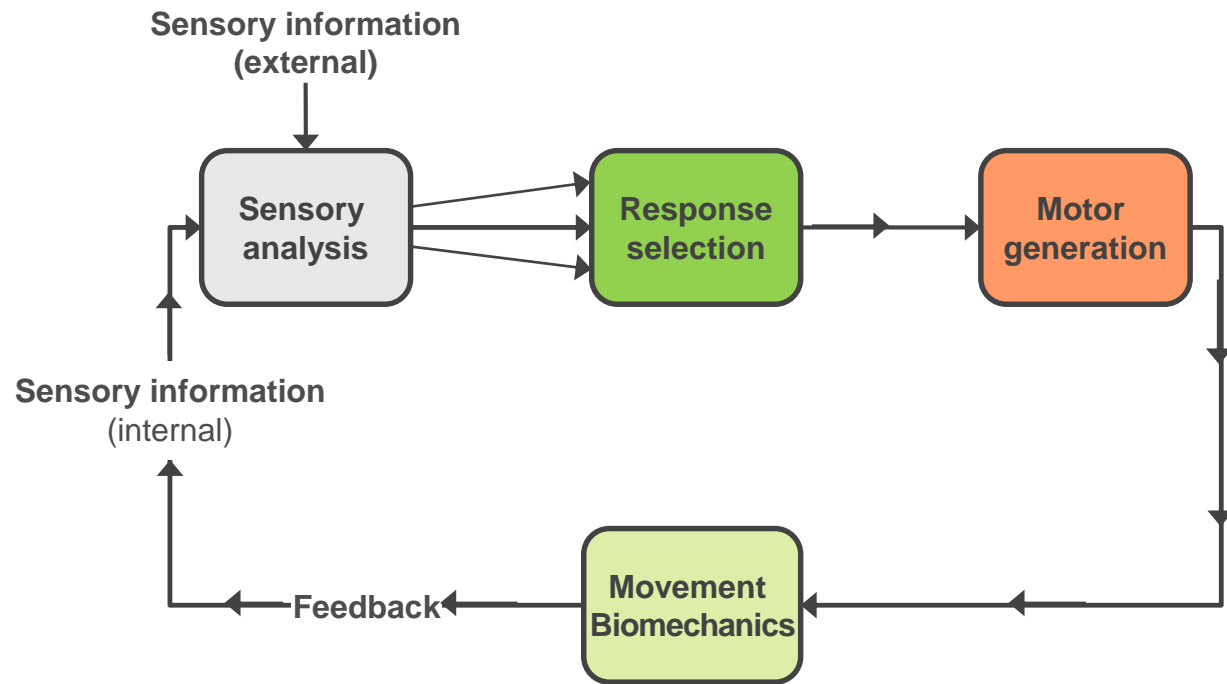 Sensory information
(external)
Sensory
analysis
Response
selection
Motor
generation
Sensory information
(internal)
Feedback
Movement
Biomechanics